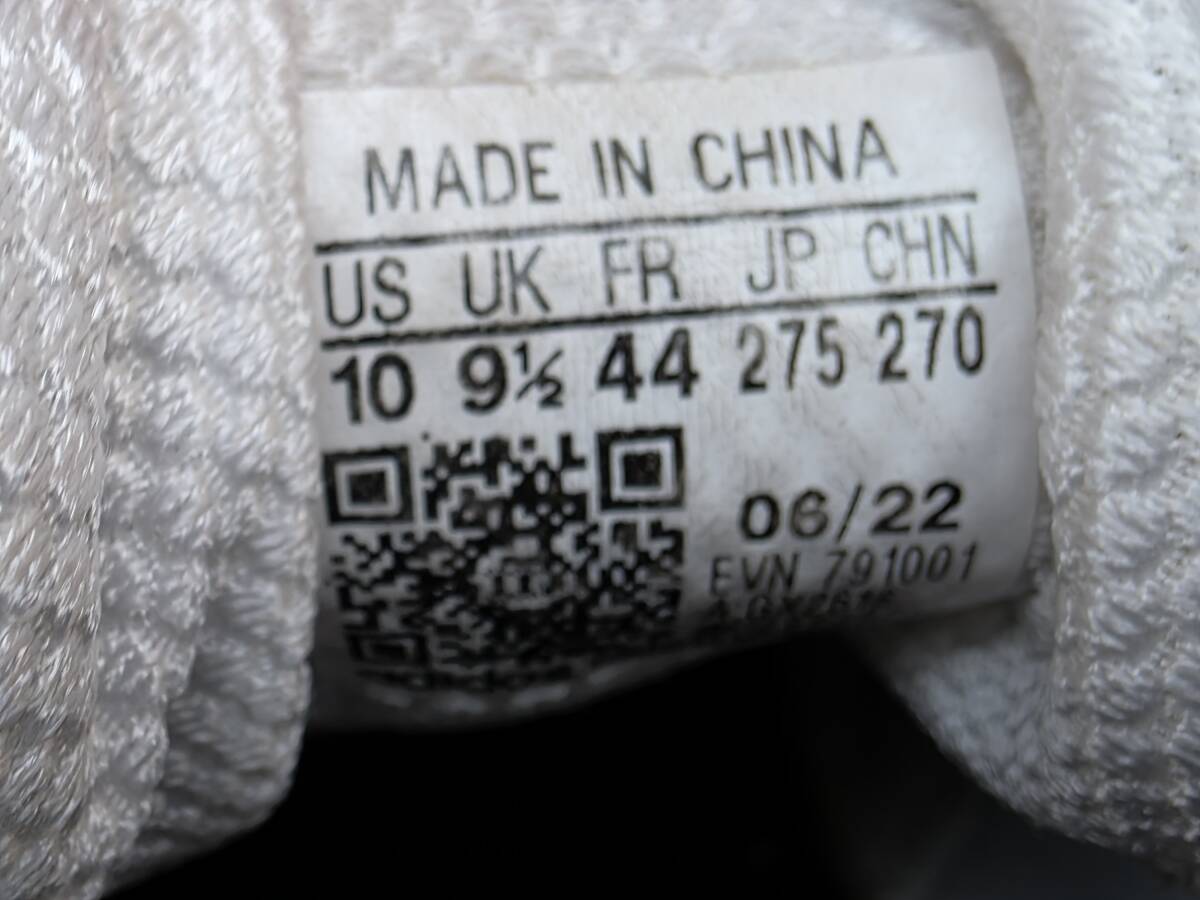 MADE IN CHINA
US UK FR JP CHN
10 9½ 44 275 270
06/22
EVN 791001